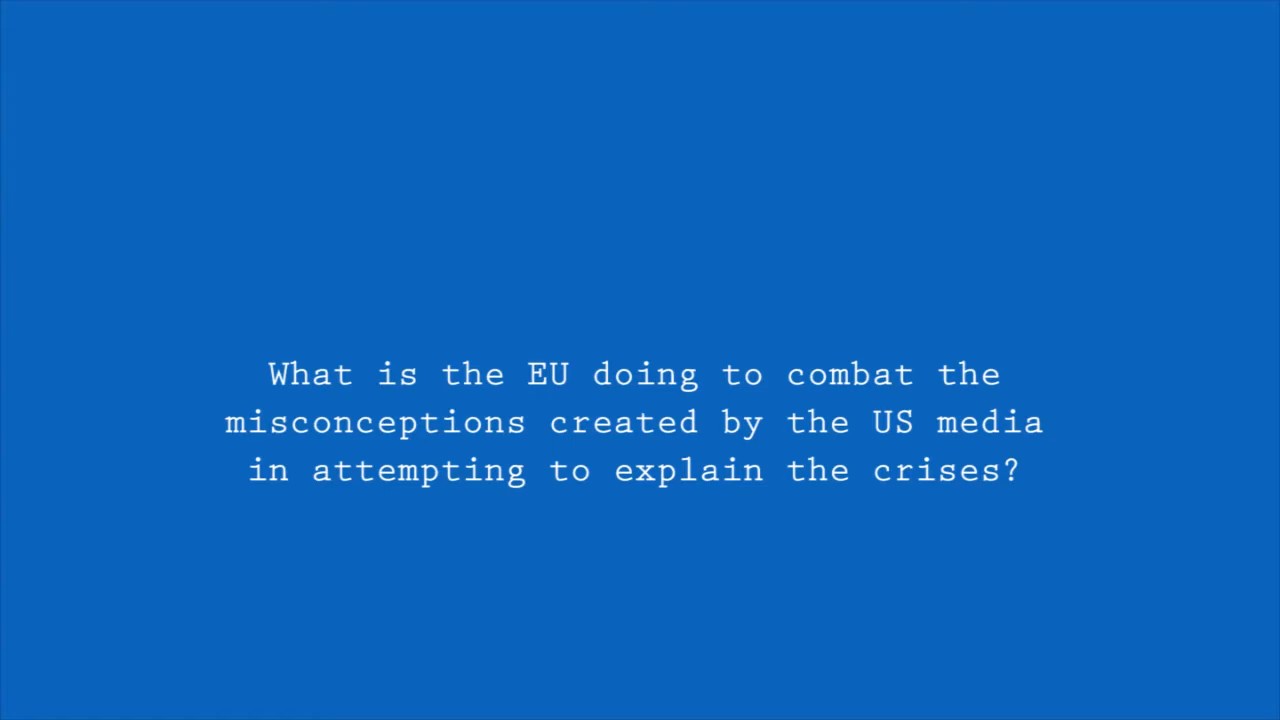 What is the EU doing to combat the
misconceptions created by the US media
in attempting to explain the crises?